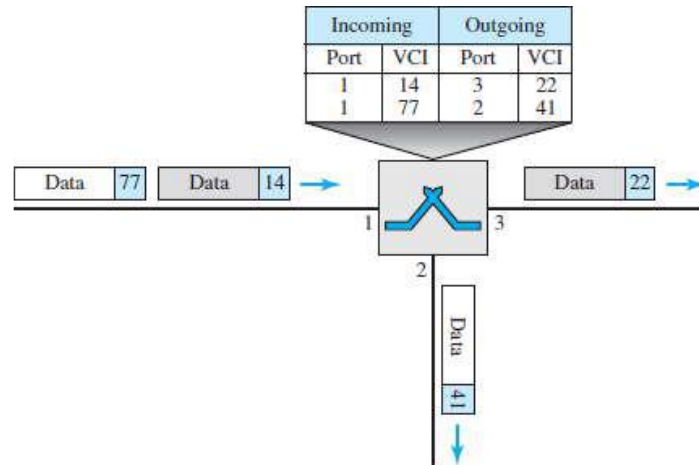 Incoming Outgoing
Port VCI Port VCI
1 14 3 22
1 77 2 41
Data 77 Data 14 Data 22
1 3
2
Data 41